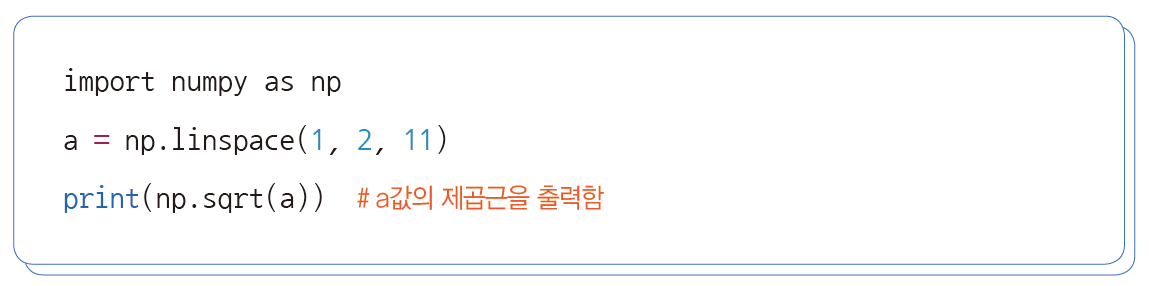 import numpy as np
a = np.linspace(1, 2, 11)
print(np.sqrt(a)) # a값의 제곱근을 출력함